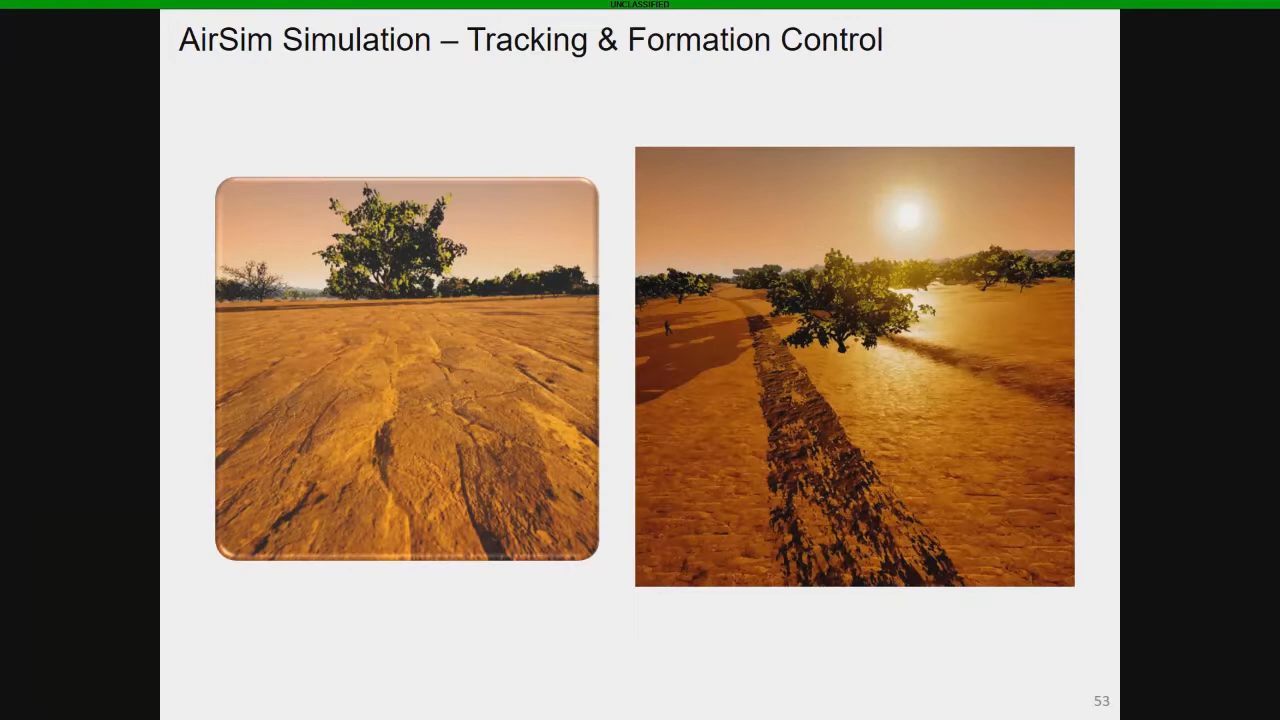 UNCLASSIFIED
AirSim Simulation – Tracking & Formation Control
53